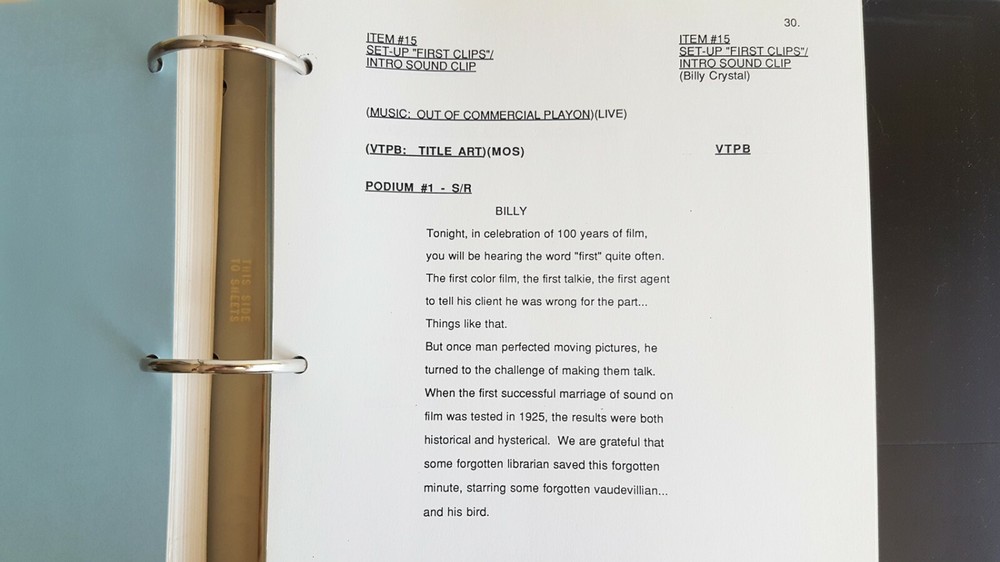 30.
ITEM #15
SET-UP "FIRST CLIPS"/
INTRO SOUND CLIP
ITEM #15
SET-UP "FIRST CLIPS"/
INTRO SOUND CLIP
(Billy Crystal)
(MUSIC: OUT OF COMMERCIAL PLAYON)(LIVE)
(VTPB: TITLE ART)(MOS)
VTPB
PODIUM #1 - S/R
BILLY
Tonight, in celebration of 100 years of film,
you will be hearing the word "first" quite often.
The first color film, the first talkie, the first agent
to tell his client he was wrong for the part...
Things like that.
But once man perfected moving pictures, he
turned to the challenge of making them talk.
When the first successful marriage of sound on
film was tested in 1925, the results were both
historical and hysterical. We are grateful that
some forgotten librarian saved this forgotten
minute, starring some forgotten vaudevillian...
and his bird.
THIS SIDE
TO SHEETS